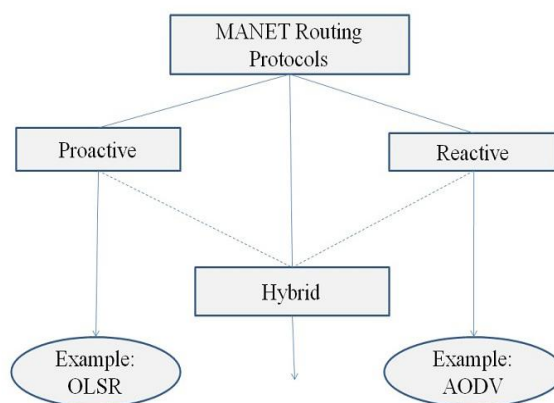 MANET Routing
Protocols
Proactive
Reactive
Hybrid
Example:
OLSR
Example:
AODV